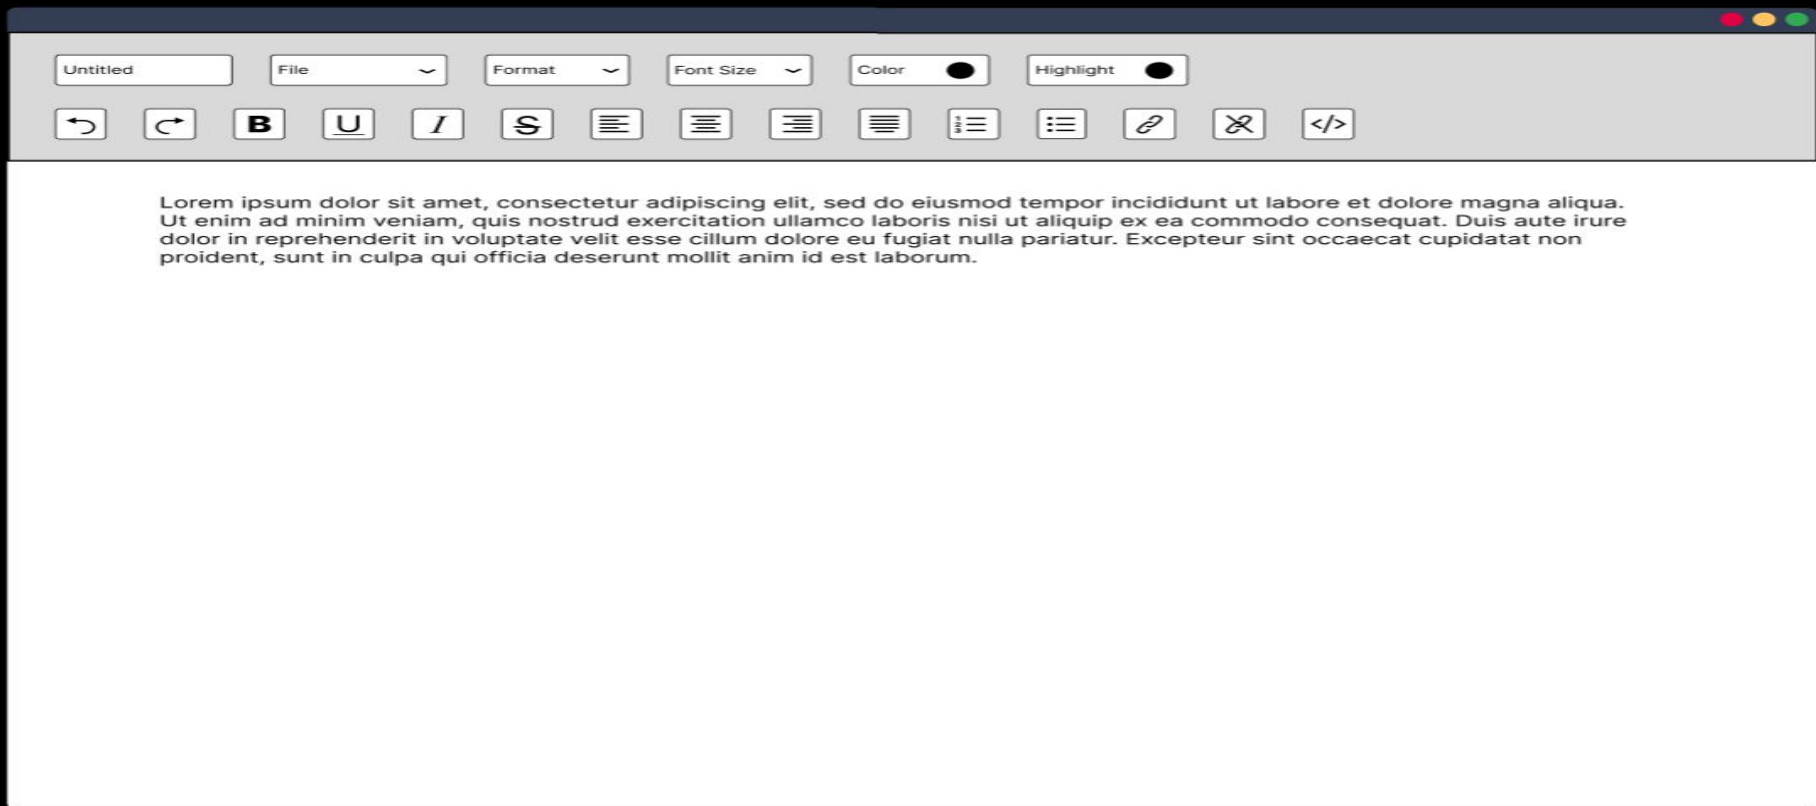 Untitled
File
Format
Font Size
Color
Highlight
B U I S </>
Lorem ipsum dolor sit amet, consectetur adipiscing elit, sed do eiusmod tempor incididunt ut labore et dolore magna aliqua.
Ut enim ad minim veniam, quis nostrud exercitation ullamco laboris nisi ut aliquip ex ea commodo consequat. Duis aute irure
dolor in reprehenderit in voluptate velit esse cillum dolore eu fugiat nulla pariatur. Excepteur sint occaecat cupidatat non
proident, sunt in culpa qui officia deserunt mollit anim id est laborum.